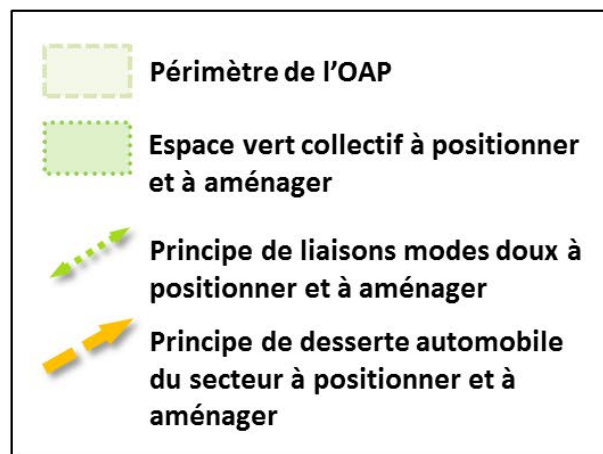 Périmètre de l’OAP
Espace vert collectif à positionner
et à aménager
Principe de liaisons modes doux à
positionner et à aménager
Principe de desserte automobile
du secteur à positionner et à
aménager